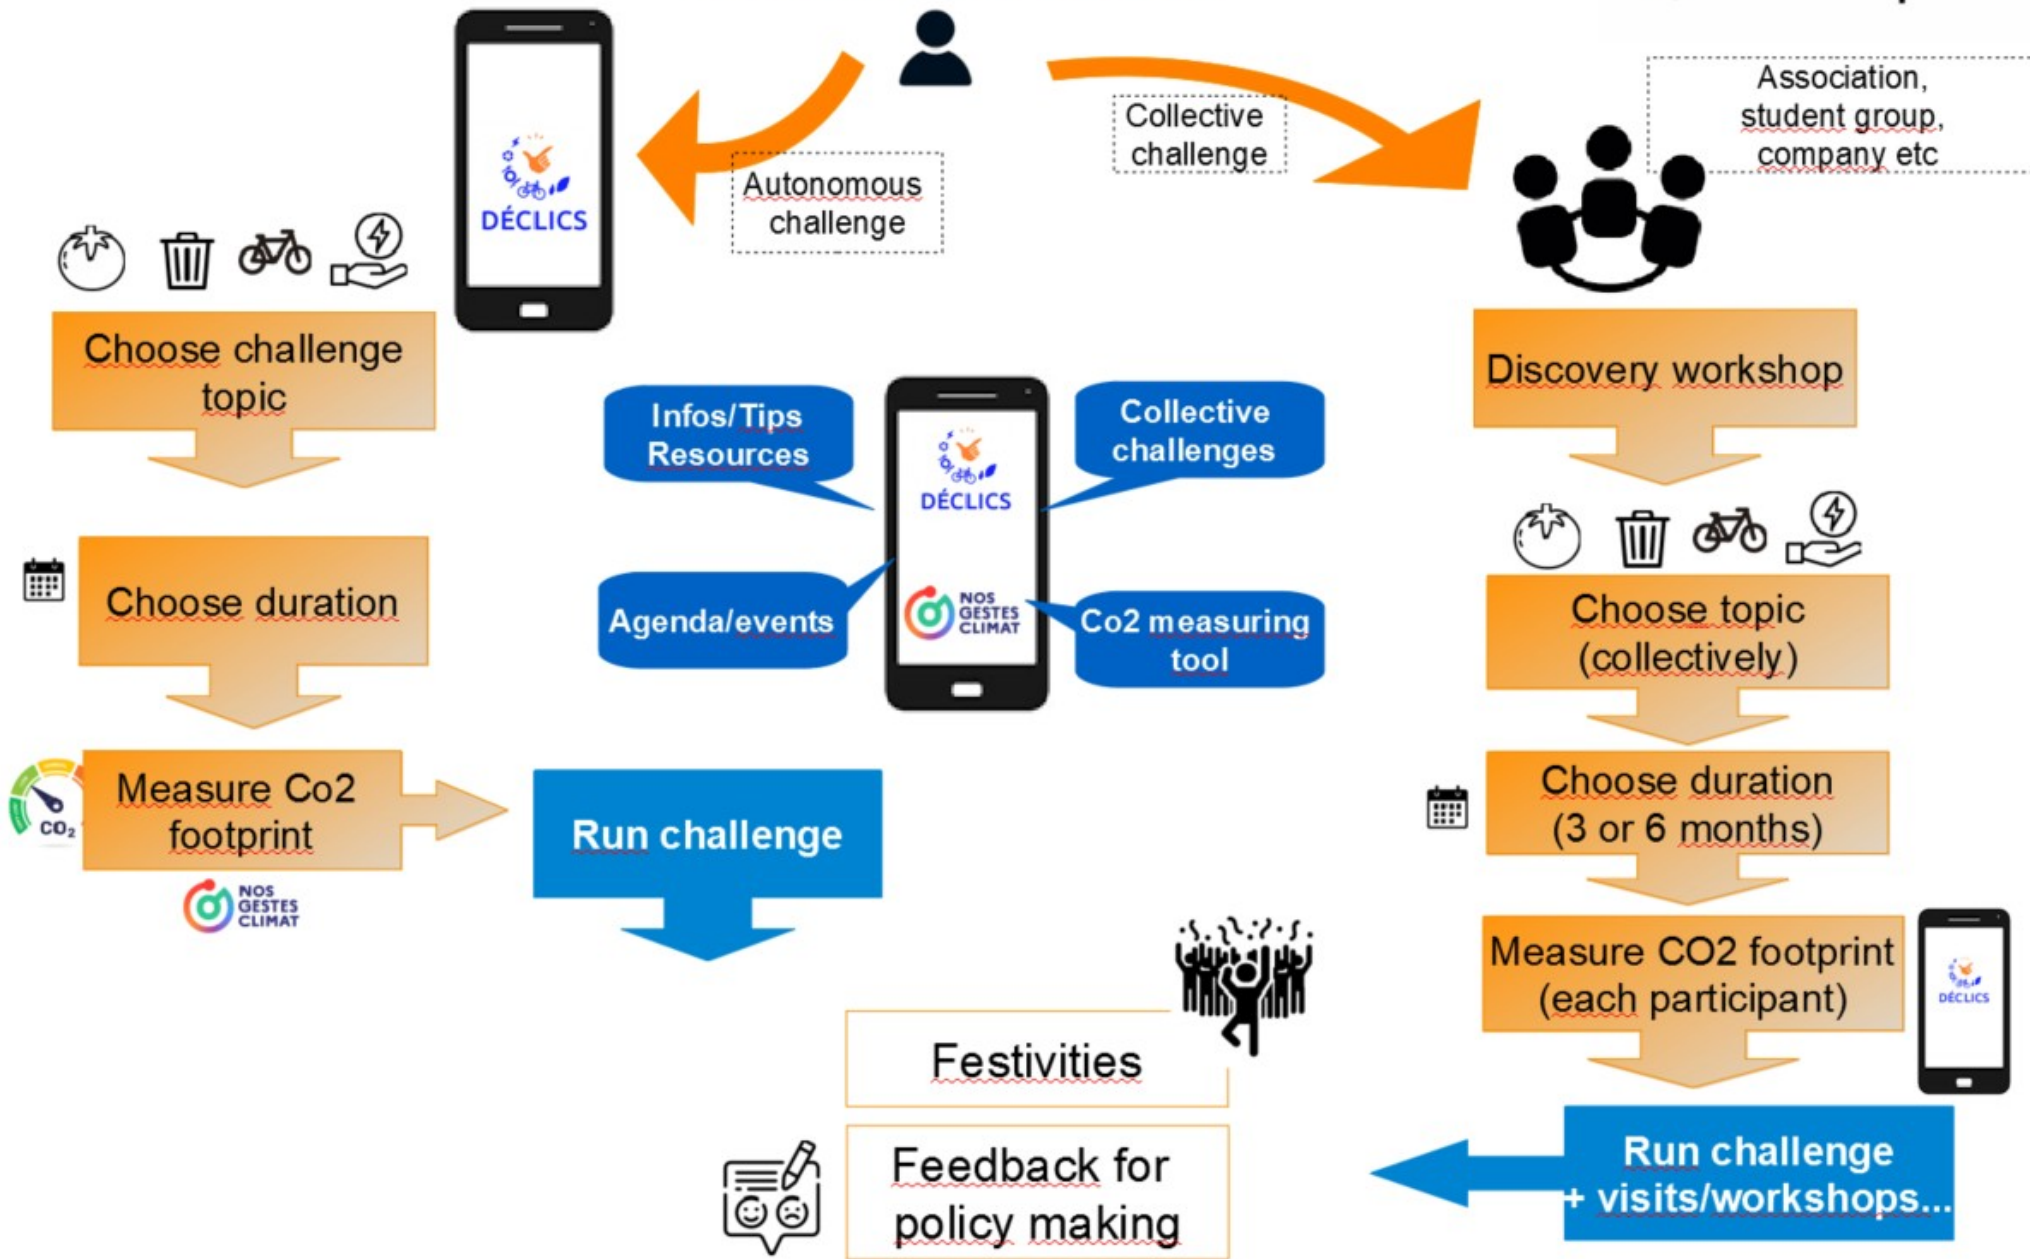 Association,
student group,
company etc
Collective
challenge
Autonomous
challenge
DÉCLICS
Choose challenge
topic
Discovery workshop
Infos/Tips
Resources
Collective
challenges
DÉCLICS
Agenda/events
NOS
GESTES
CLIMAT
Co2 measuring
tool
Choose duration
Choose topic
(collectively)
Measure Co2
footprint
CO₂
NOS
GESTES
CLIMAT
Run challenge
Choose duration
(3 or 6 months)
Measure CO2 footprint
(each participant)
DÉCLICS
Festivities
Feedback for
policy making
Run challenge
+ visits/workshops...